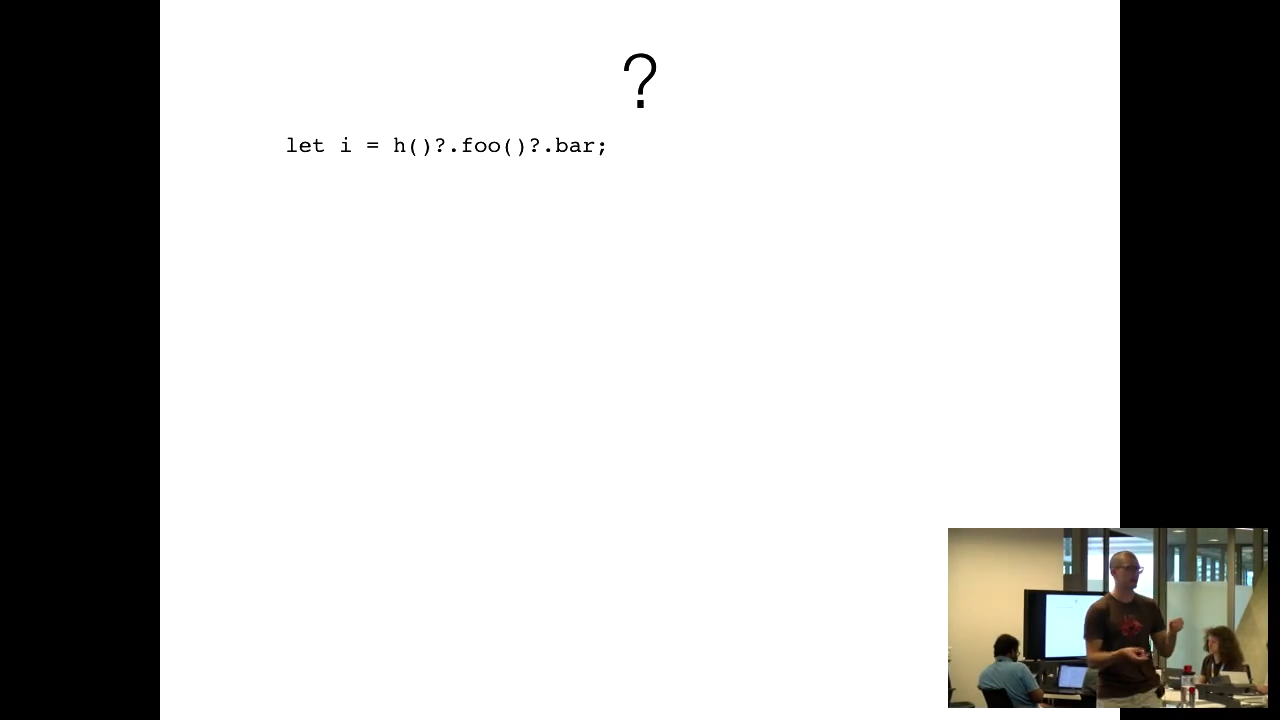 ?
let i = h()?.foo()?.bar;